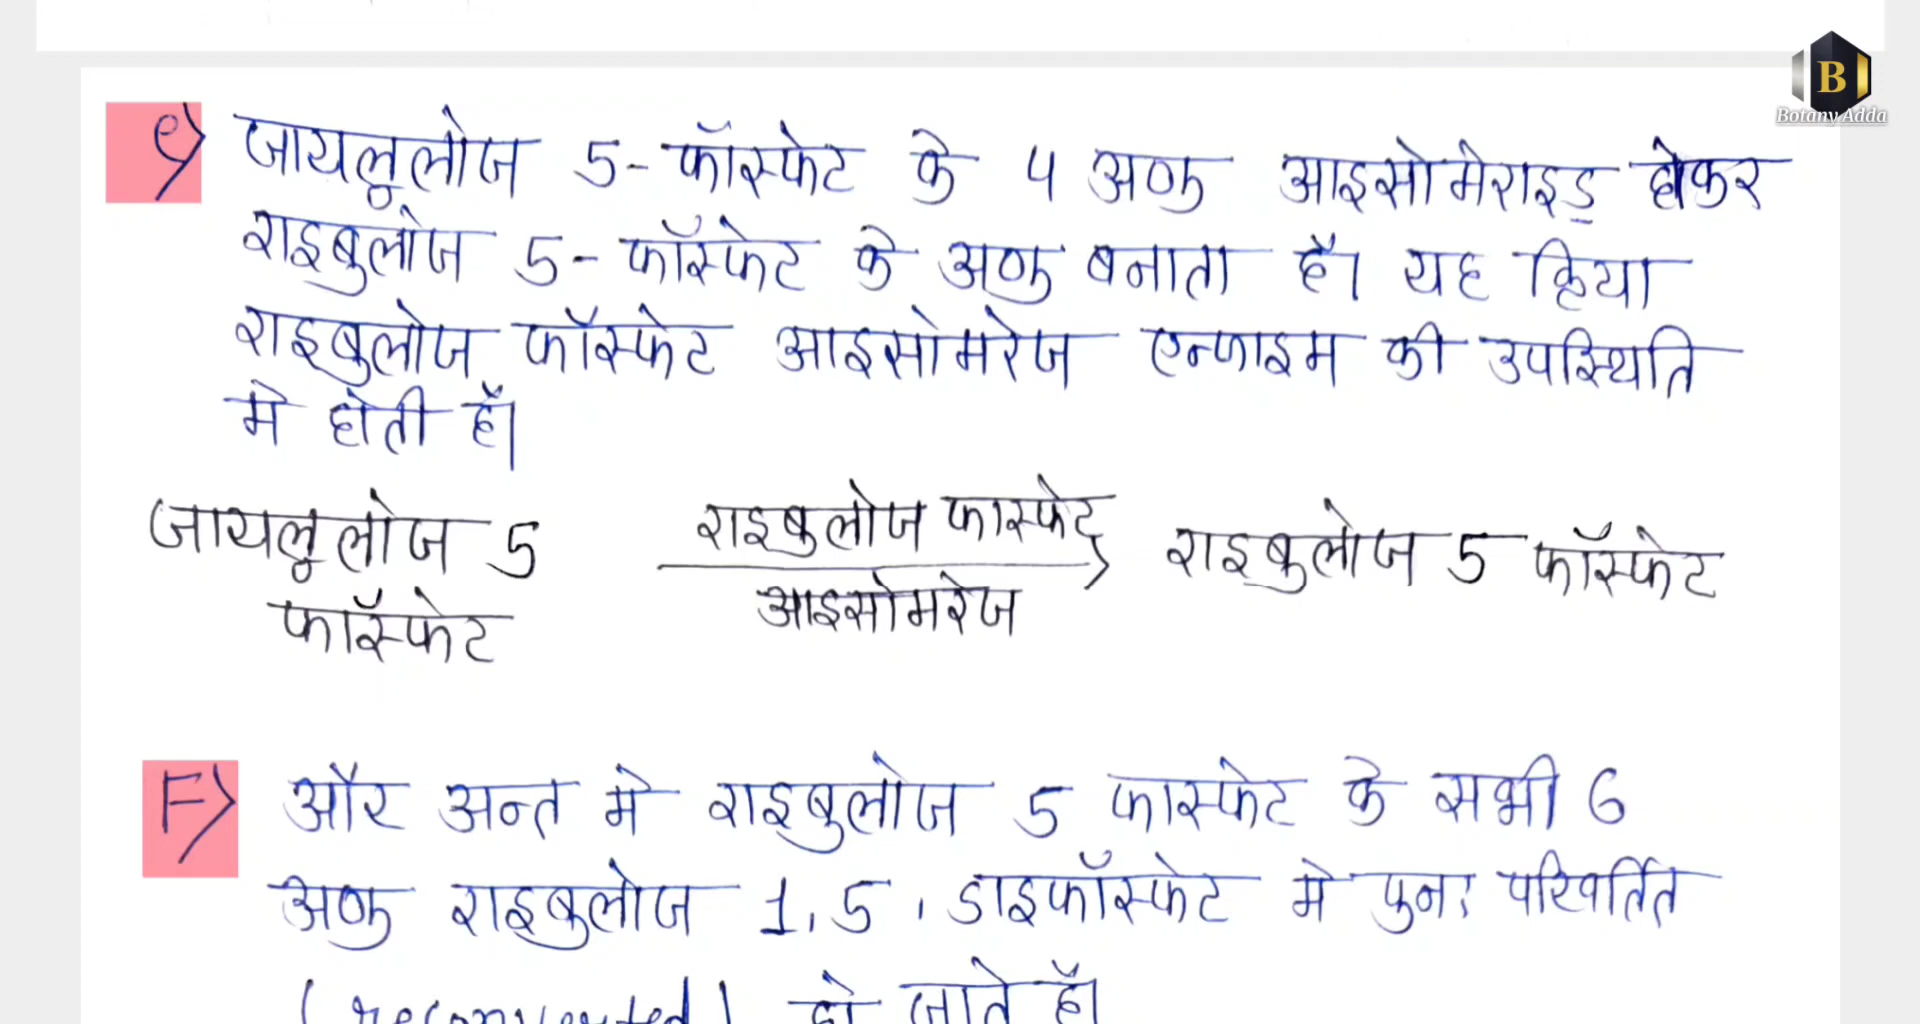 B
Botany Adda
e) जायलूलोज 5-फॉस्फेट के 4 अणु आइसोमेराइड होकर
राइबुलोज 5-फॉस्फेट के अणु बनाता है। यह क्रिया
राइबुलोज फॉस्फेट आइसोमरेज एन्जाइम की उपस्थिति
मे होती है।
जायलूलोज 5 राइबुलोज फास्फेट राइबुलोज 5 फॉस्फेट
फॉस्फेट आइसोमरेज
F) और अन्त मे राइबुलोज 5 फास्फेट के सभी 6
अणु राइबुलोज 1,5, डाइफॉस्फेट मे पुनः परिवर्तित
(reconverted) हो जाते है।